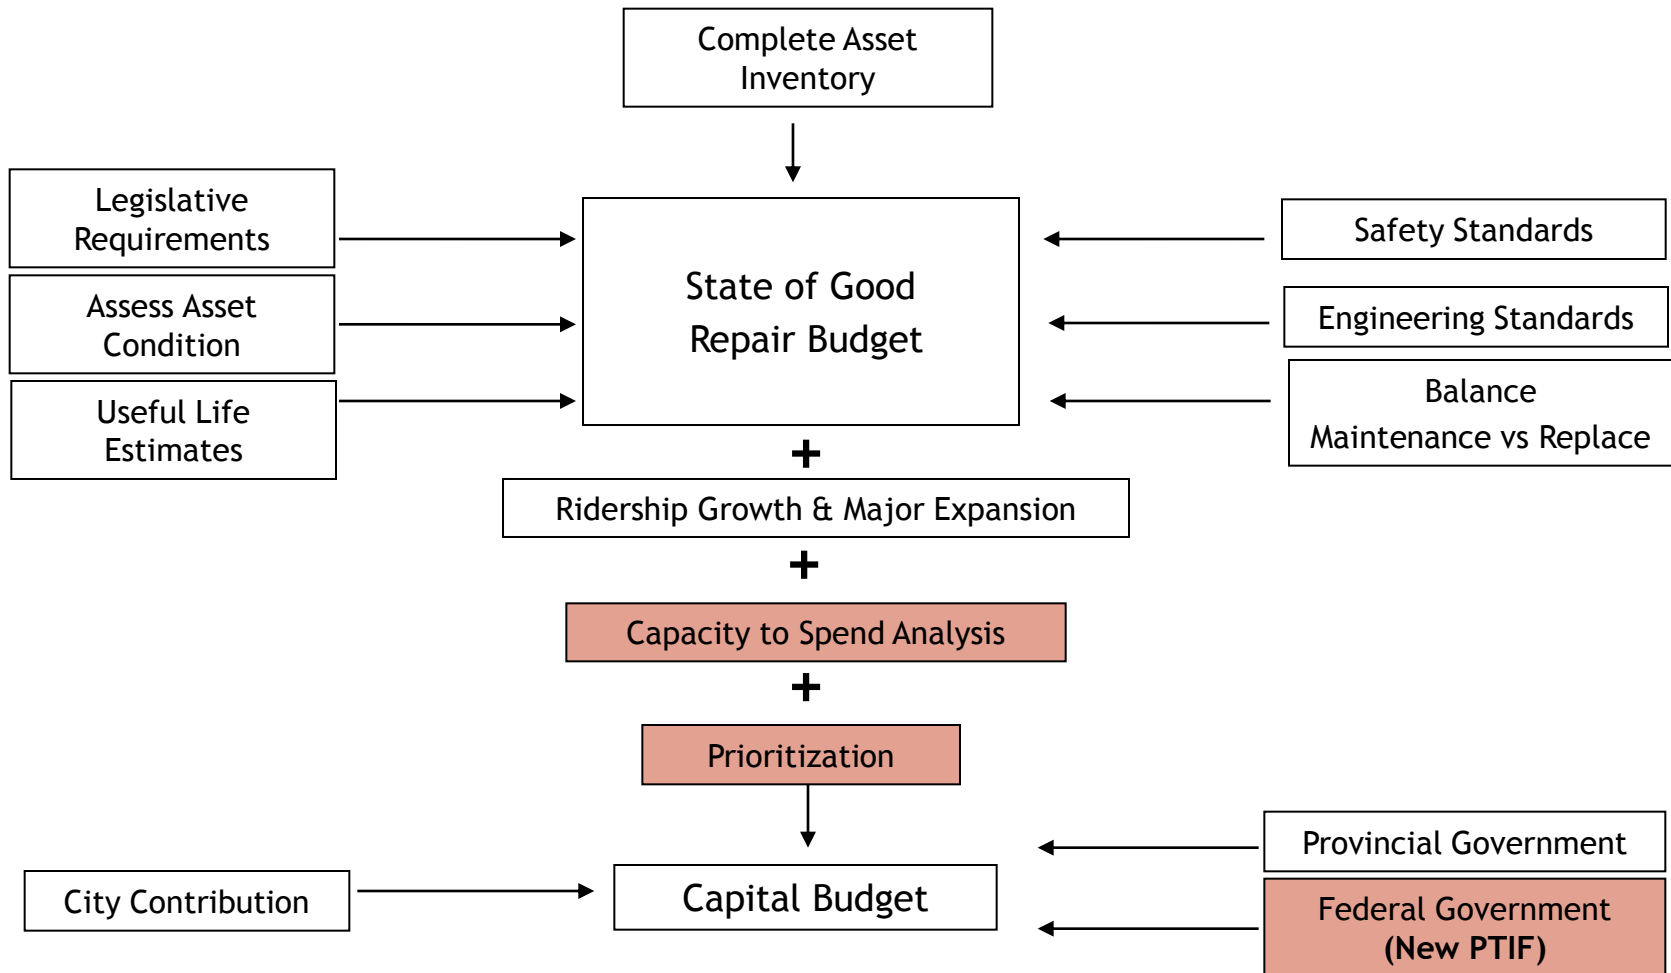 Complete Asset
Inventory
Legislative
Requirements
Assess Asset
Condition
Useful Life
Estimates
State of Good
Repair Budget
Safety Standards
Engineering Standards
Balance
Maintenance vs Replace
+
Ridership Growth & Major Expansion
+
Capacity to Spend Analysis
+
Prioritization
City Contribution
Capital Budget
Provincial Government
Federal Government
(New PTIF)